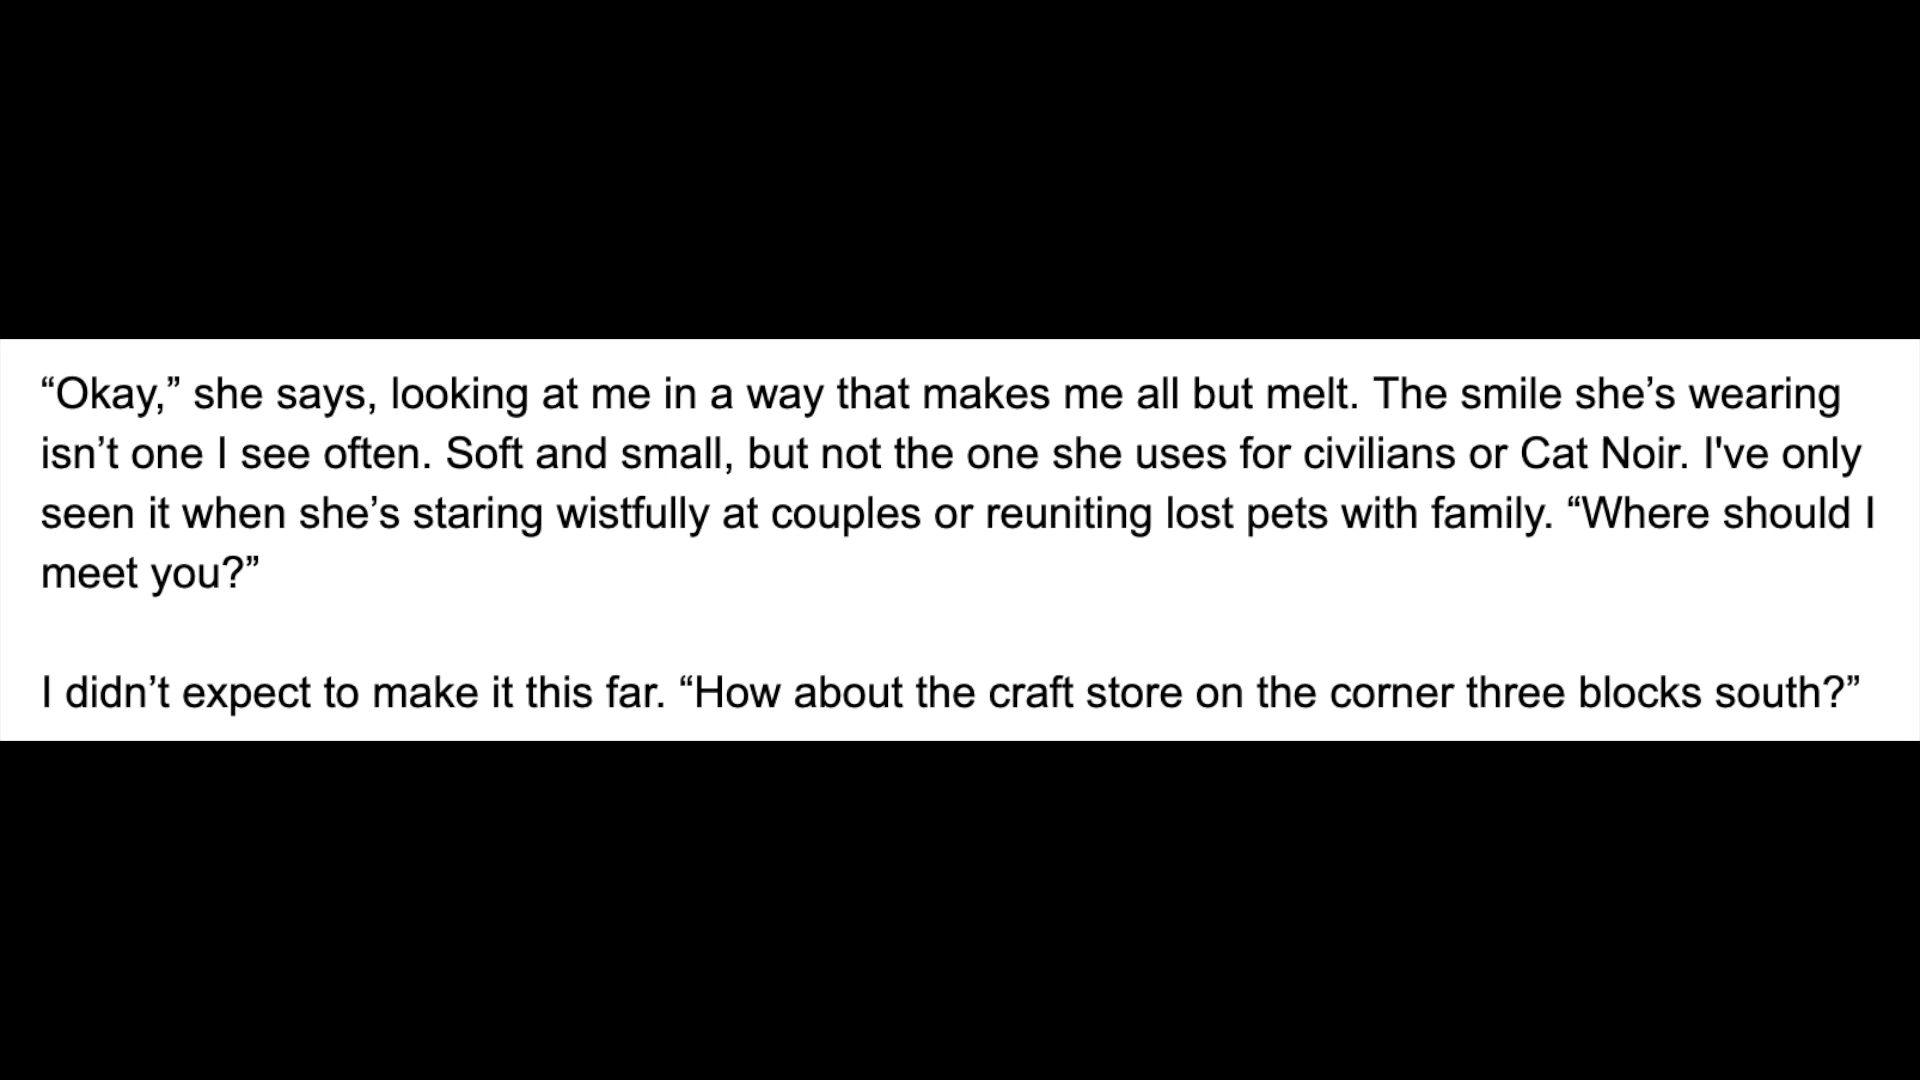 “Okay,” she says, looking at me in a way that makes me all but melt. The smile she’s wearing
isn’t one I see often. Soft and small, but not the one she uses for civilians or Cat Noir. I've only
seen it when she’s staring wistfully at couples or reuniting lost pets with family. “Where should I
meet you?”
I didn’t expect to make it this far. “How about the craft store on the corner three blocks south?”